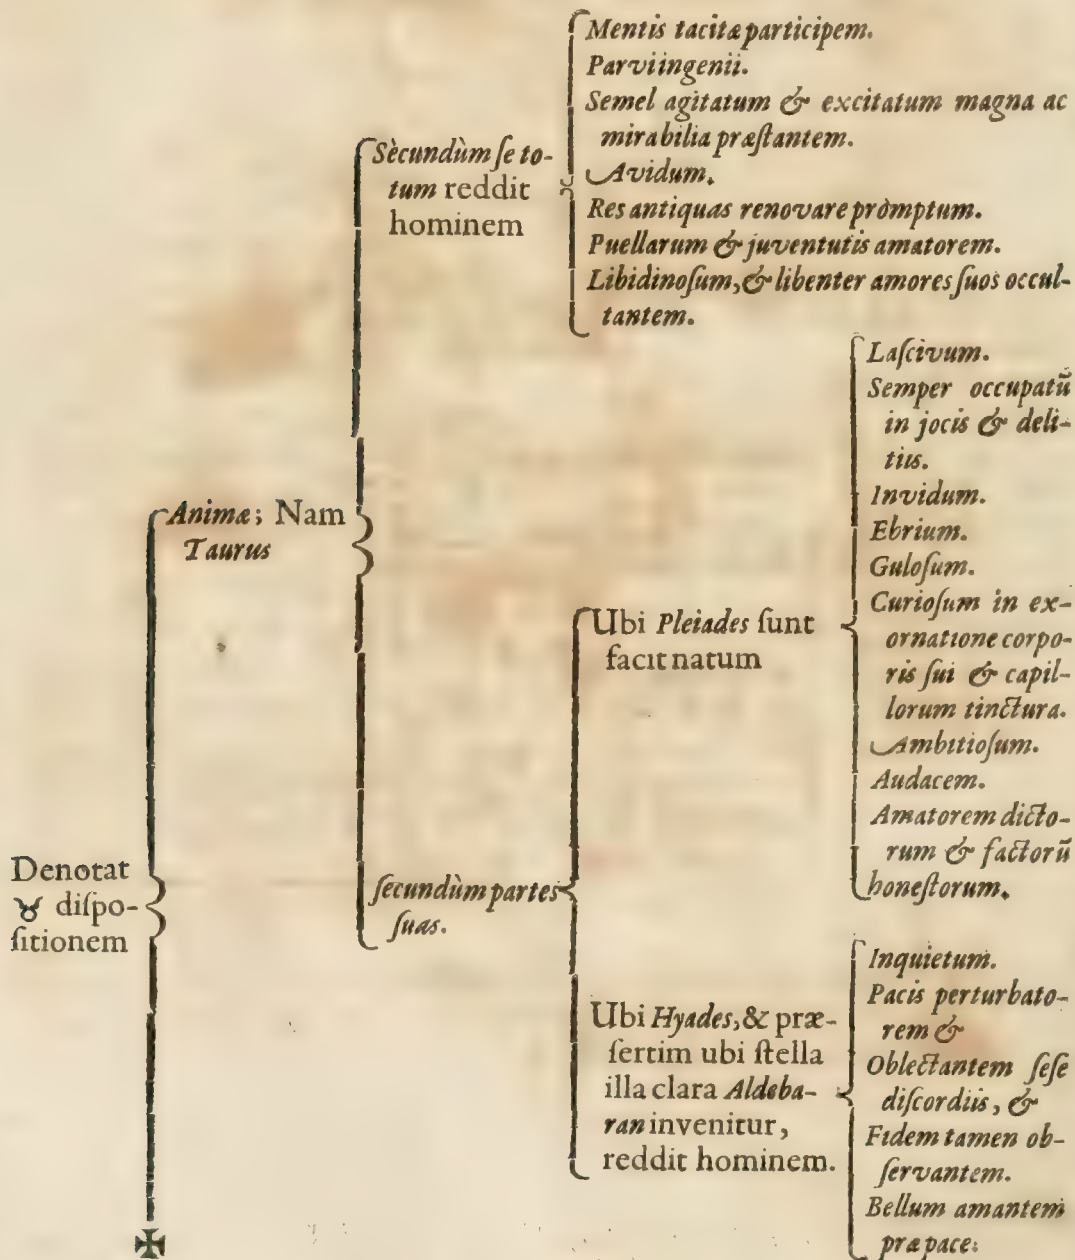 Denotat
♉ dispo-
sitionem
Animæ; Nam
Taurus
Secundùm se to-
tum reddit
hominem
Mentis tacitæ participem.
Parvi ingenii.
Semel agitatum & excitatum magna ac
mirabilia præstantem.
Avidum.
Res antiquas renovare pròmptum.
Puellarum & juventutis amatorem.
Libidinosum, & libenter amores suos occul-
tantem.
secundùm partes
suas.
Ubi Pleiades sunt
facit natum
Lascivum.
Semper occupatū
in jocis & deli-
tiis.
Invidum.
Ebrium.
Gulosum.
Curiosum in ex-
ornatione corpo-
ris sui & capil-
lorum tinctura.
Ambitiosum.
Audacem.
Amatorem dicto-
rum & factorū
honestorum.
Ubi Hyades, & præ-
sertim ubi stella
illa clara Aldeba-
ran invenitur,
reddit hominem.
Inquietum.
Pacis perturbato-
rem &
Oblectantem sese
discordiis, &
Fidem tamen ob-
servantem.
Bellum amantem
præ pace:
✠